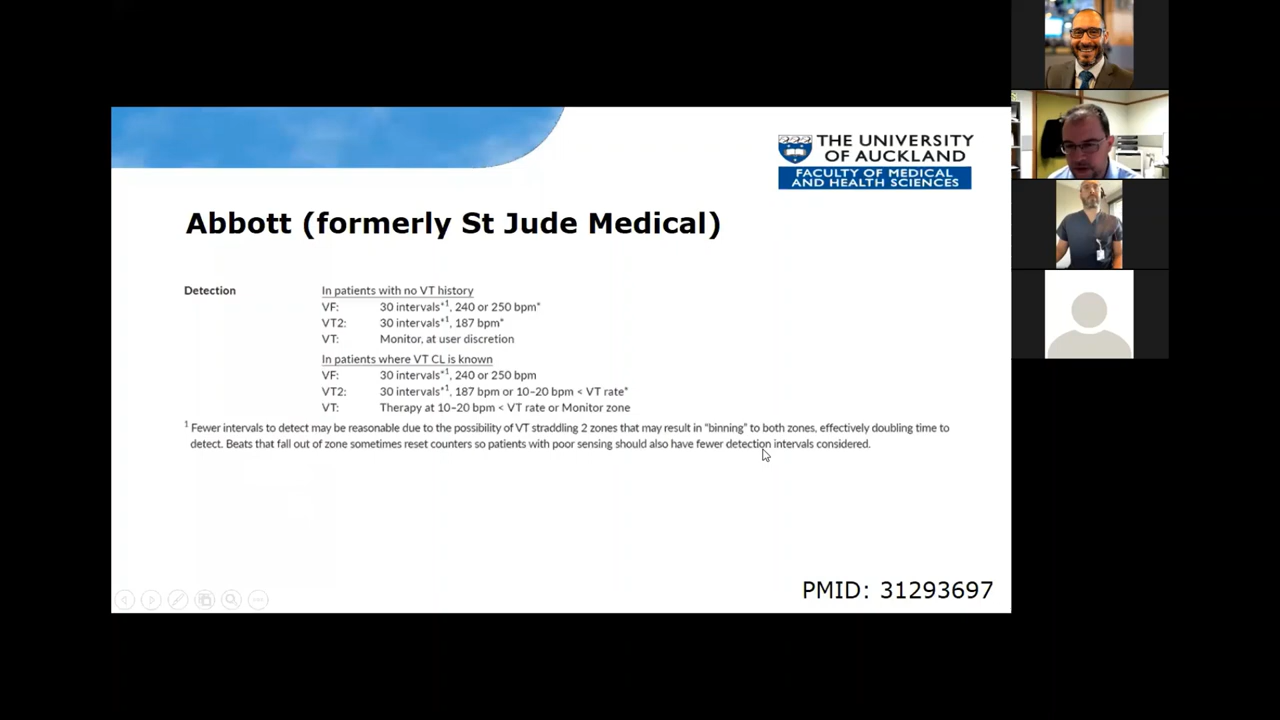 THE UNIVERSITY
OF AUCKLAND
FACULTY OF MEDICAL
AND HEALTH SCIENCES
Abbott (formerly St Jude Medical)
Detection
In patients with no VT history
VF: 30 intervals*¹, 240 or 250 bpm*
VT2: 30 intervals*¹, 187 bpm*
VT: Monitor, at user discretion
In patients where VT CL is known
VF: 30 intervals*¹, 240 or 250 bpm
VT2: 30 intervals*¹, 187 bpm or 10–20 bpm < VT rate*
VT: Therapy at 10–20 bpm < VT rate or Monitor zone
¹ Fewer intervals to detect may be reasonable due to the possibility of VT straddling 2 zones that may result in “binning” to both zones, effectively doubling time to
detect. Beats that fall out of zone sometimes reset counters so patients with poor sensing should also have fewer detection intervals considered.
PMID: 31293697